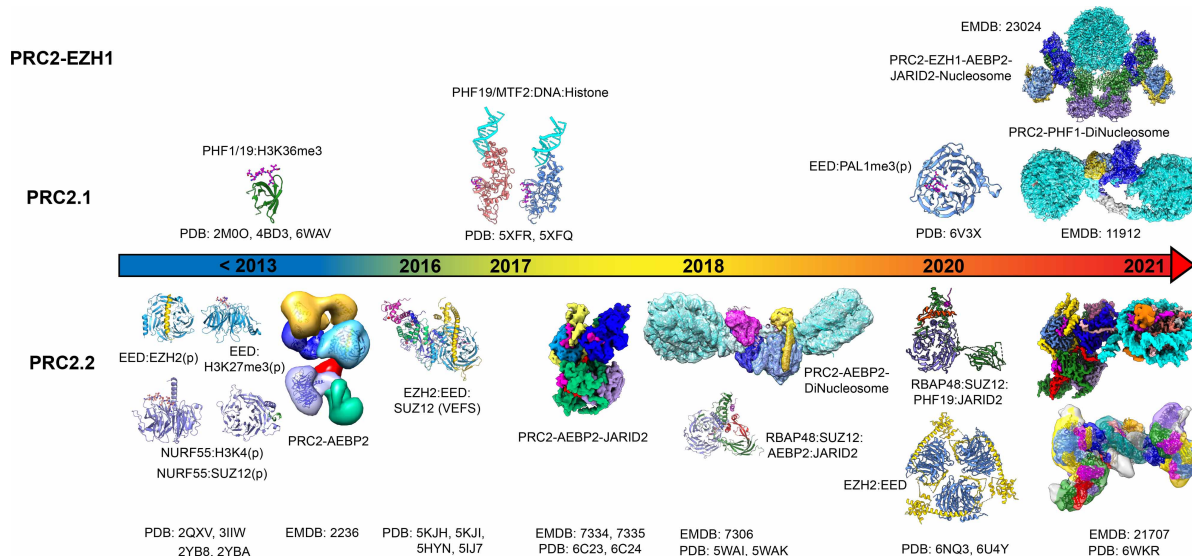 EMDB: 23024
PRC2-EZH1
PRC2-EZH1-AEBP2-
JARID2-Nucleosome
PHF19/MTF2:DNA:Histone
PRC2-PHF1-DiNucleosome
PHF1/19:H3K36me3
EED:PAL1me3(p)
PRC2.1
PDB: 2M0O, 4BD3, 6WAV
PDB: 5XFR, 5XFQ
PDB: 6V3X
EMDB: 11912
< 2013
2016
2017
2018
2020
2021
PRC2.2
EED:EZH2(p)
EED:
H3K27me3(p)
NURF55:H3K4(p)
NURF55:SUZ12(p)
PRC2-AEBP2
EZH2:EED:
SUZ12 (VEFS)
PRC2-AEBP2-JARID2
PRC2-AEBP2-
DiNucleosome
RBAP48:SUZ12:
AEBP2:JARID2
RBAP48:SUZ12:
PHF19:JARID2
EZH2:EED
PDB: 2QXV, 3IIW
2YB8, 2YBA
EMDB: 2236
PDB: 5KJH, 5KJI,
5HYN, 5IJ7
EMDB: 7334, 7335
PDB: 6C23, 6C24
EMDB: 7306
PDB: 5WAI, 5WAK
PDB: 6NQ3, 6U4Y
EMDB: 21707
PDB: 6WKR